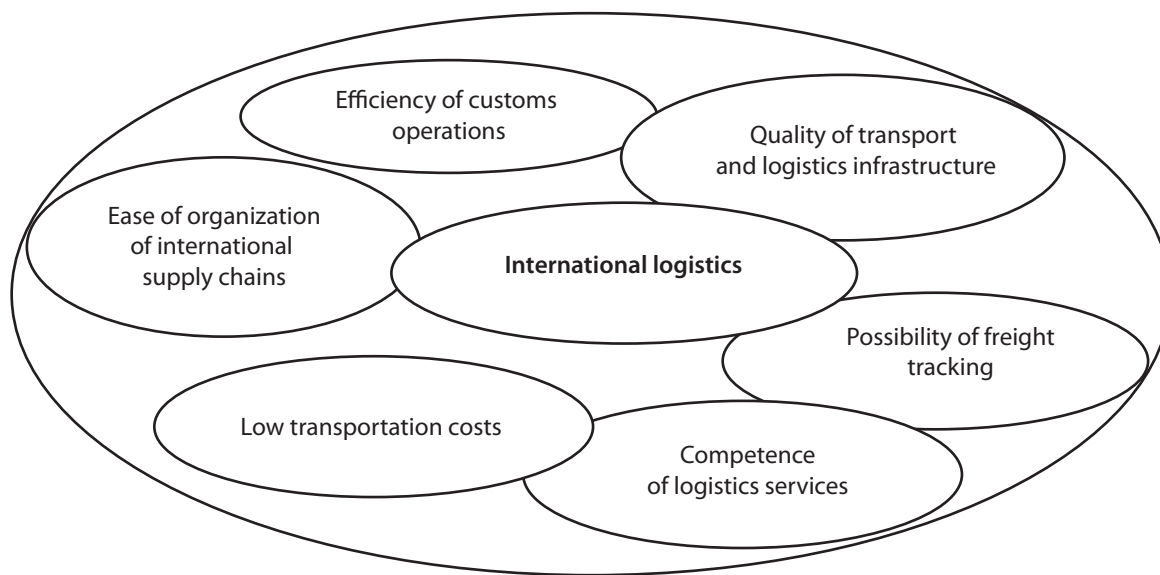 Efficiency of customs
operations
Quality of transport
and logistics infrastructure
Ease of organization
of international
supply chains
International logistics
Possibility of freight
tracking
Low transportation costs
Competence
of logistics services